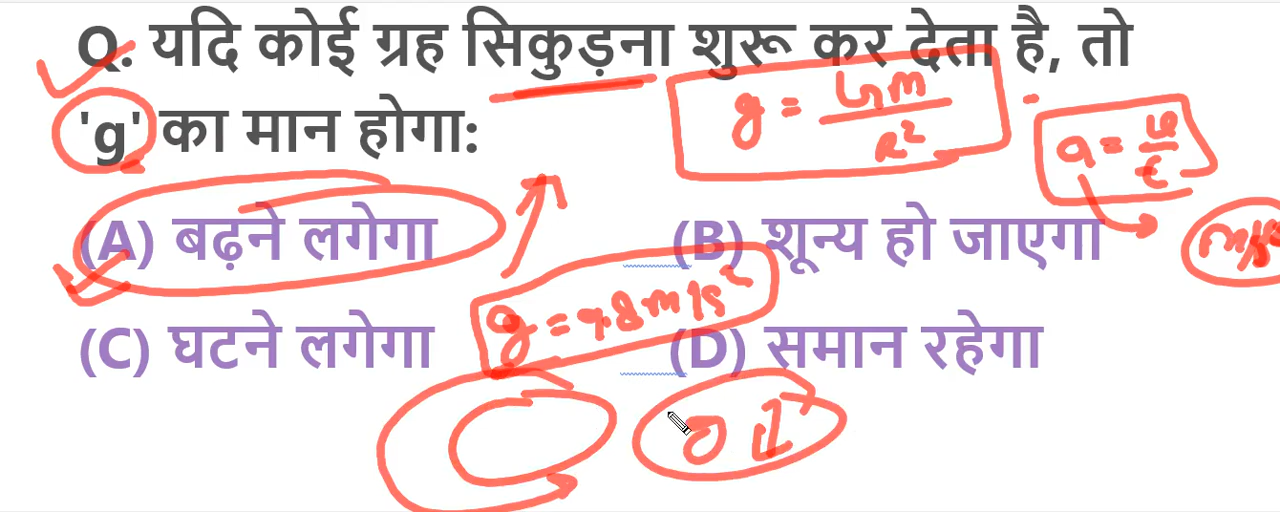 Q. यदि कोई ग्रह सिकुड़ना शुरू कर देता है, तो
'g' का मान होगा:
g = Gm / R²
a = v / t
(A) बढ़ने लगेगा
(B) शून्य हो जाएगा
g = 9.8 m/s²
(C) घटने लगेगा
(D) समान रहेगा